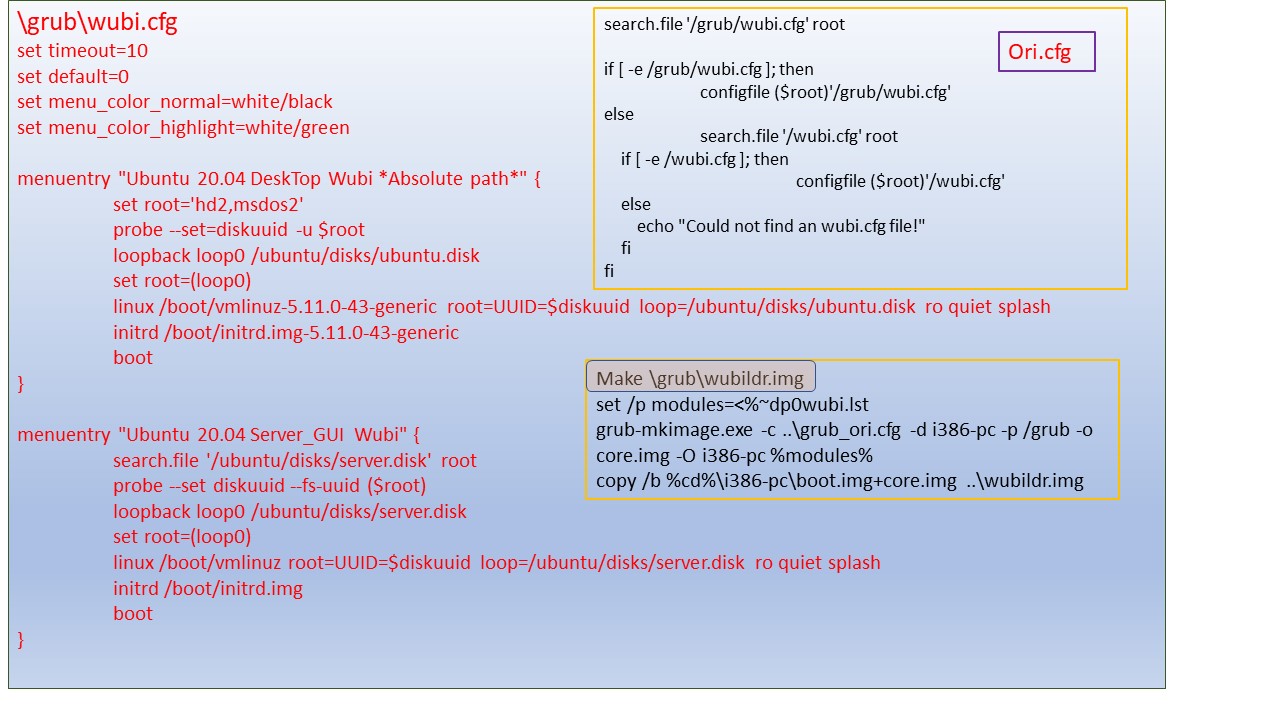 \grub\wubi.cfg
set timeout=10
set default=0
set menu_color_normal=white/black
set menu_color_highlight=white/green
menuentry "Ubuntu 20.04 DeskTop Wubi *Absolute path*" {
set root='hd2,msdos2'
probe --set=diskuuid -u $root
loopback loop0 /ubuntu/disks/ubuntu.disk
set root=(loop0)
linux /boot/vmlinuz-5.11.0-43-generic root=UUID=$diskuuid loop=/ubuntu/disks/ubuntu.disk ro quiet splash
initrd /boot/initrd.img-5.11.0-43-generic
boot
}
menuentry "Ubuntu 20.04 Server_GUI Wubi" {
search.file '/ubuntu/disks/server.disk' root
probe --set diskuuid --fs-uuid ($root)
loopback loop0 /ubuntu/disks/server.disk
set root=(loop0)
linux /boot/vmlinuz root=UUID=$diskuuid loop=/ubuntu/disks/server.disk ro quiet splash
initrd /boot/initrd.img
boot
}
search.file '/grub/wubi.cfg' root
Ori.cfg
if [ -e /grub/wubi.cfg ]; then
configfile ($root)'/grub/wubi.cfg'
else
search.file '/wubi.cfg' root
if [ -e /wubi.cfg ]; then
configfile ($root)'/wubi.cfg'
else
echo "Could not find an wubi.cfg file!"
fi
fi
Make \grub\wubildr.img
set /p modules=<%~dp0wubi.lst
grub-mkimage.exe -c ..\grub_ori.cfg -d i386-pc -p /grub -o
core.img -O i386-pc %modules%
copy /b %cd%\i386-pc\boot.img+core.img ..\wubildr.img